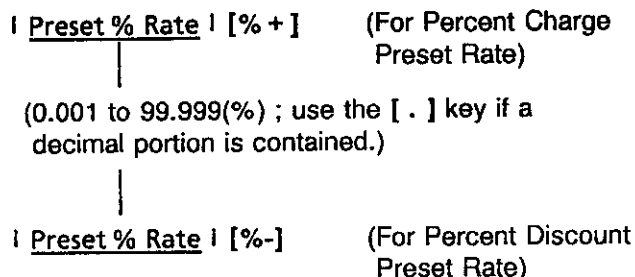 | Preset % Rate | [% +] (For Percent Charge
Preset Rate)
(0.001 to 99.999(%) ; use the [ . ] key if a
decimal portion is contained.)
| Preset % Rate | [%-] (For Percent Discount
Preset Rate)